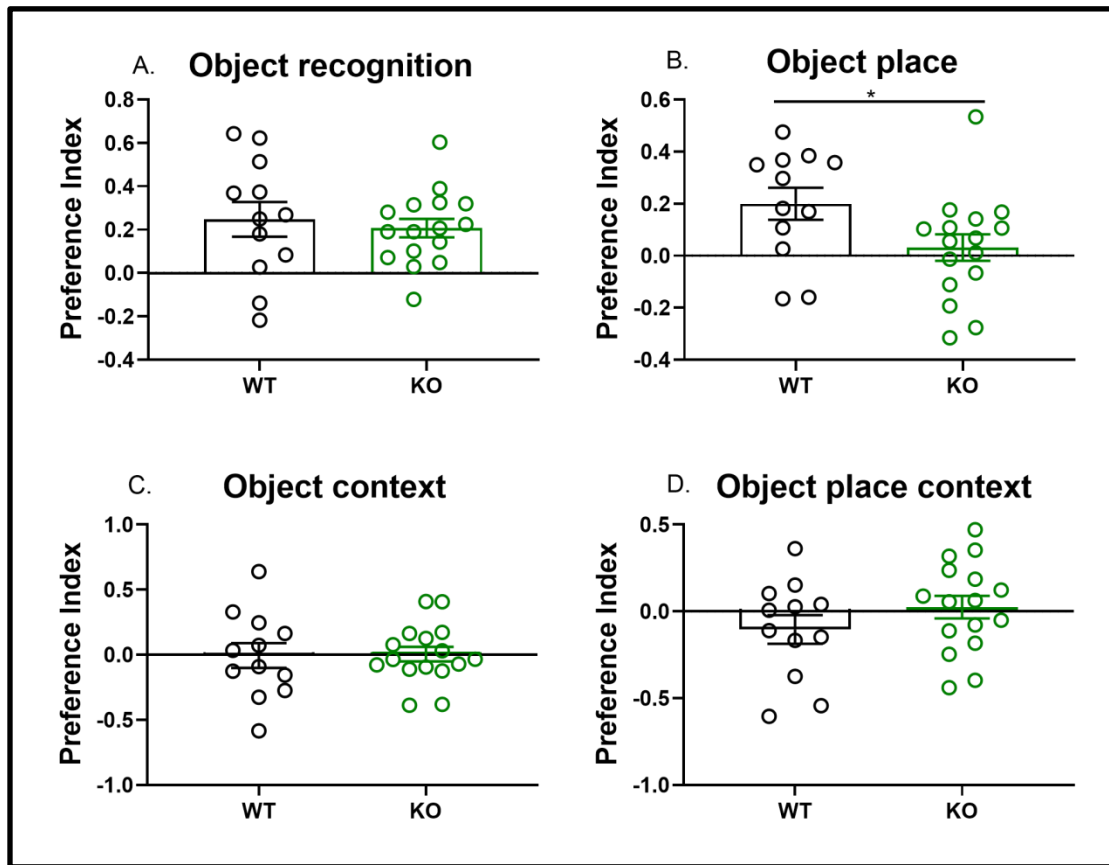 A. Object recognition
Preference Index
0.8
0.6
0.4
0.2
0.0
-0.2
-0.4
WT KO
B. Object place
*
Preference Index
0.6
0.4
0.2
0.0
-0.2
-0.4
WT KO
C. Object context
Preference Index
1.0
0.5
0.0
-0.5
-1.0
WT KO
D. Object place context
Preference Index
0.5
0.0
-0.5
-1.0
WT KO